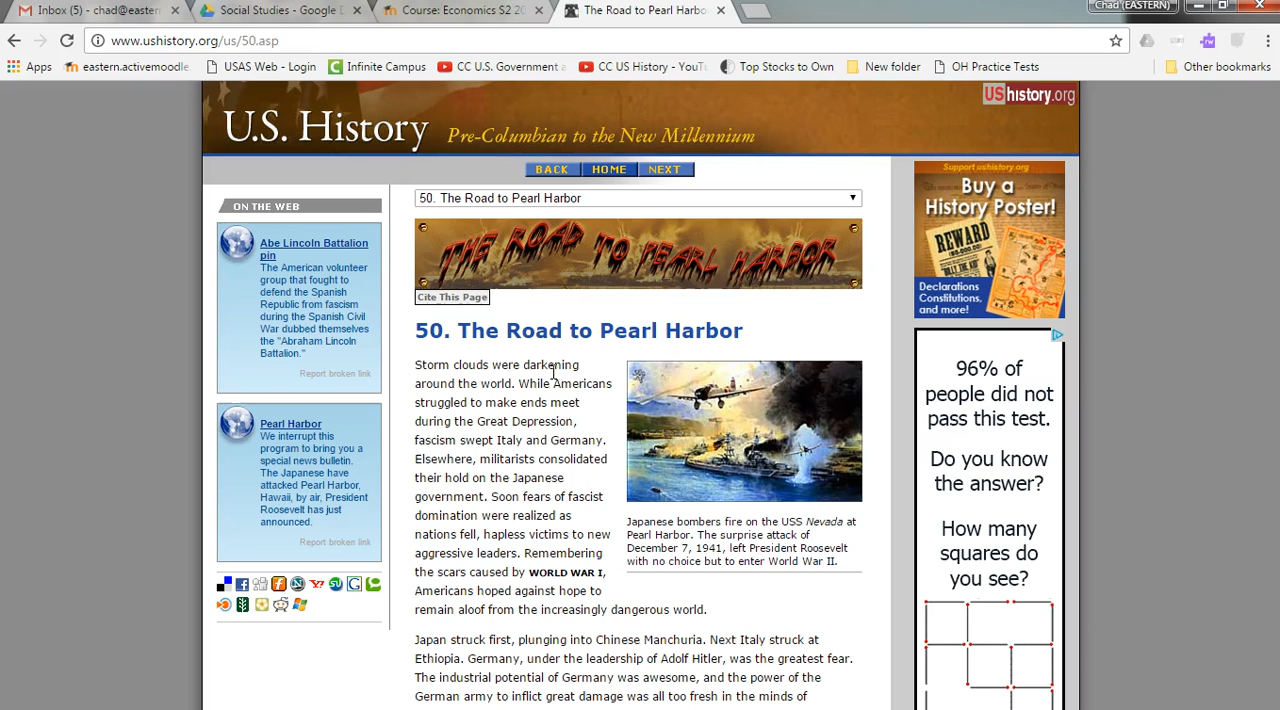 Inbox (5) - chad@easter
Social Studies - Google D
Course: Economics S2 20
The Road to Pearl Harbo
Chad (EASTERN)
www.ushistory.org/us/50.asp
Apps
eastern.activemoodle.
USAS Web - Login
Infinite Campus
CC U.S. Government a
CC US History - YouTu
Top Stocks to Own
New folder
OH Practice Tests
Other bookmarks
U.S. History Pre-Columbian to the New Millennium
UShistory.org
BACK HOME NEXT
ON THE WEB
Abe Lincoln Battalion
pin
The American volunteer
group that fought to
defend the Spanish
Republic from fascism
during the Spanish Civil
War dubbed themselves
the "Abraham Lincoln
Battalion."
Report broken link
Pearl Harbor
We interrupt this
program to bring you a
special news bulletin.
The Japanese have
attacked Pearl Harbor,
Hawaii, by air, President
Roosevelt has just
announced.
Report broken link
50. The Road to Pearl Harbor
THE ROAD TO PEARL HARBOR
Cite This Page
50. The Road to Pearl Harbor
Storm clouds were darkening
around the world. While Americans
struggled to make ends meet
during the Great Depression,
fascism swept Italy and Germany.
Elsewhere, militarists consolidated
their hold on the Japanese
government. Soon fears of fascist
domination were realized as
nations fell, hapless victims to new
aggressive leaders. Remembering
the scars caused by WORLD WAR I,
Americans hoped against hope to
remain aloof from the increasingly dangerous world.
Japanese bombers fire on the USS Nevada at
Pearl Harbor. The surprise attack of
December 7, 1941, left President Roosevelt
with no choice but to enter World War II.
Japan struck first, plunging into Chinese Manchuria. Next Italy struck at
Ethiopia. Germany, under the leadership of Adolf Hitler, was the greatest fear.
The industrial potential of Germany was awesome, and the power of the
German army to inflict great damage was all too fresh in the minds of
Support ushistory.org
Buy a
History Poster!
REWARD
Declarations
Constitutions,
and more!
96% of
people did not
pass this test.
Do you know
the answer?
How many
squares do
you see?